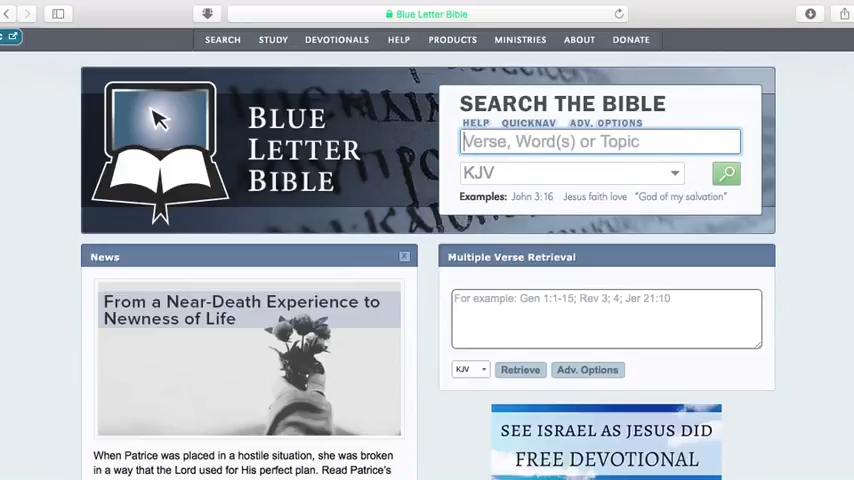 Blue Letter Bible
SEARCH STUDY DEVOTIONALS HELP PRODUCTS MINISTRIES ABOUT DONATE
BLUE
LETTER
BIBLE
SEARCH THE BIBLE
HELP QUICKNAV ADV. OPTIONS
Verse, Word(s) or Topic
KJV
Examples: John 3:16 Jesus faith love "God of my salvation"
News
From a Near-Death Experience to
Newness of Life
When Patrice was placed in a hostile situation, she was broken
in a way that the Lord used for His perfect plan. Read Patrice's
Multiple Verse Retrieval
For example: Gen 1:1-15; Rev 3; 4; Jer 21:10
KJV Retrieve Adv. Options
SEE ISRAEL AS JESUS DID
FREE DEVOTIONAL